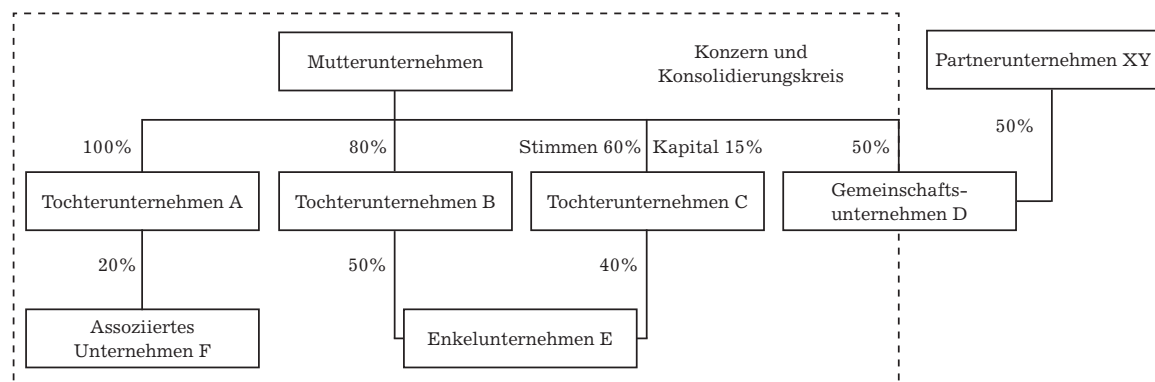 Mutterunternehmen
Konzern und
Konsolidierungskreis
Partnerunternehmen XY
100%
80%
Stimmen 60%
Kapital 15%
50%
50%
Tochterunternehmen A
Tochterunternehmen B
Tochterunternehmen C
Gemeinschafts-
unternehmen D
20%
50%
40%
Assoziiertes
Unternehmen F
Enkelunternehmen E